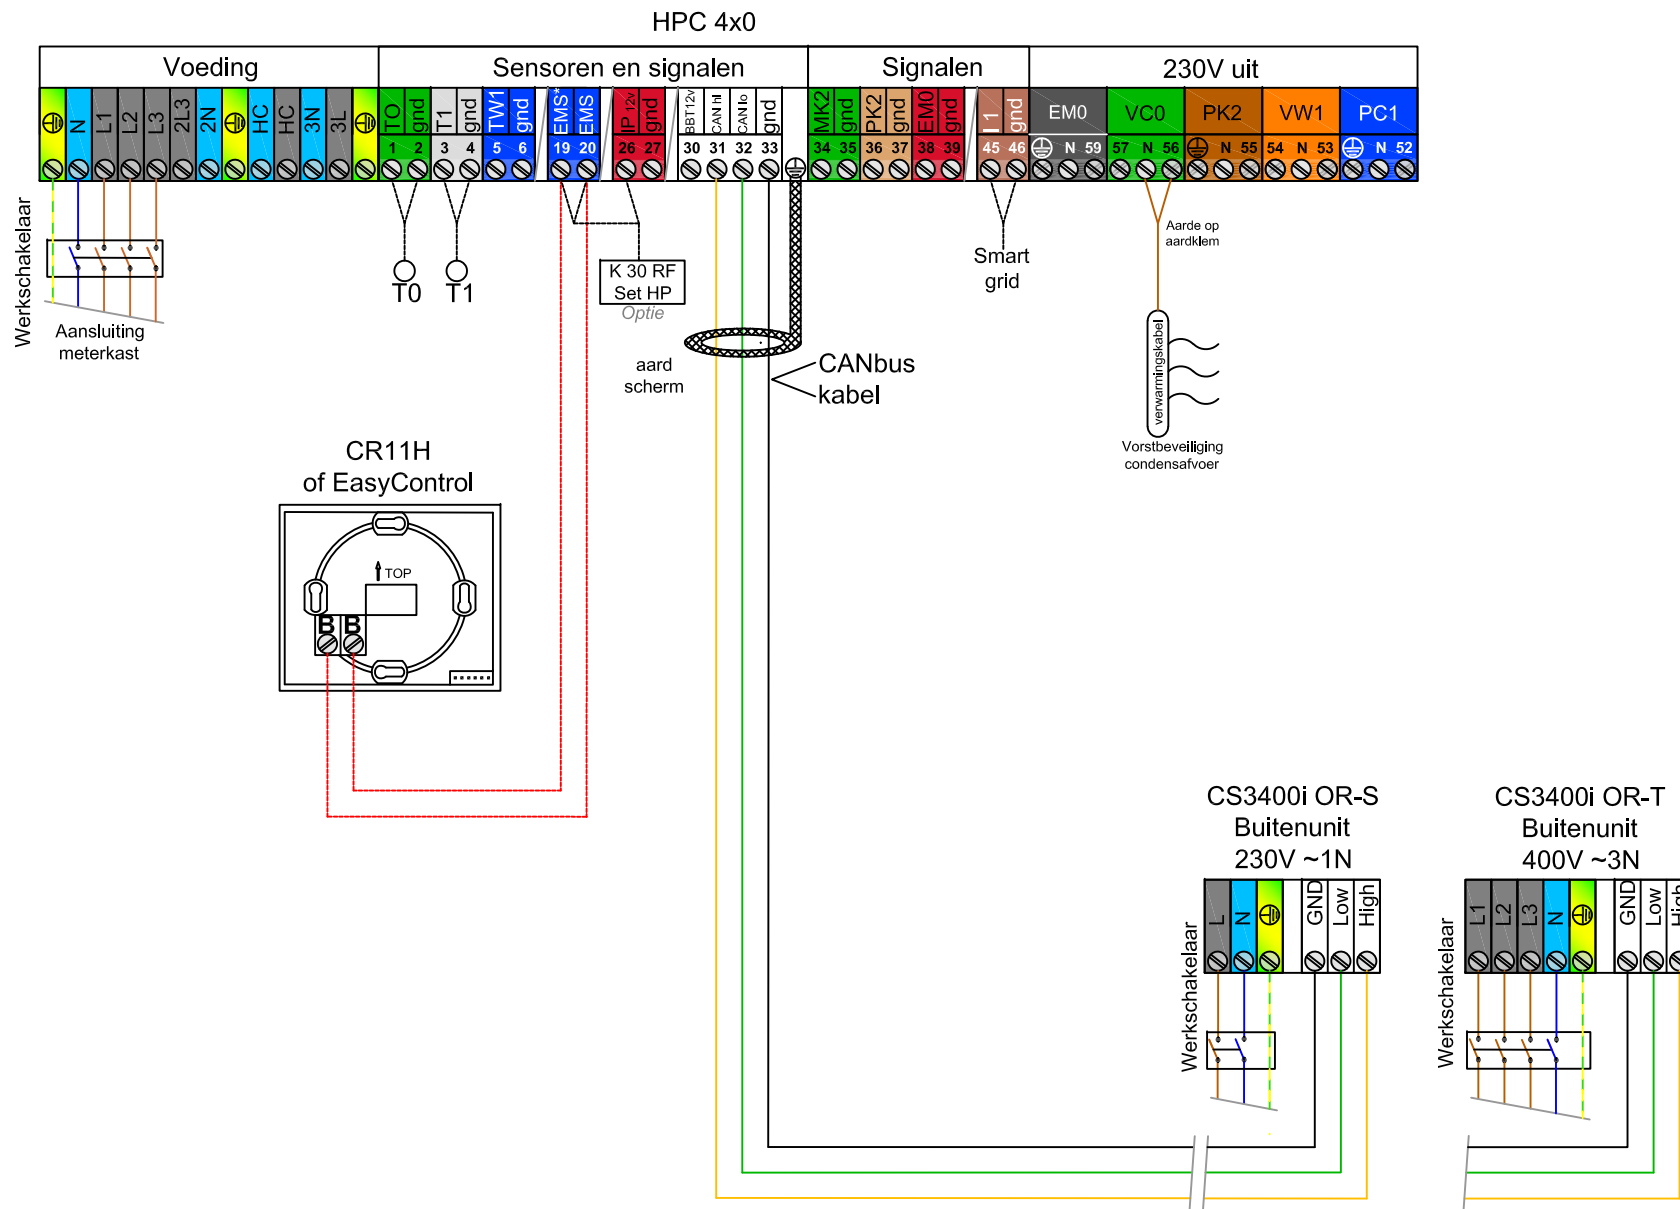 HPC 4x0
Voeding
Sensoren en signalen
Signalen
230V uit
N
L1
L2
L3
2L3
2N
HC
HC
3N
3L
TO
gnd
T1
gnd
TW1
gnd
EMS*
EMS
IP 12v
gnd
BBT12v
CAN hI
CAN lo
gnd
MK2
gnd
PK2
gnd
EM0
gnd
I 1
gnd
EM0
VC0
PK2
VW1
PC1
1 2 3 4 5 6 19 20 26 27 30 31 32 33 34 35 36 37 38 39 45 46
N 59 57 N 56 N 55 54 N 53 N 52
Werkschakelaar
Aansluiting
meterkast
T0
T1
K 30 RF
Set HP
Optie
aard
scherm
CANbus
kabel
Smart
grid
Aarde op
aardklem
verwarmingskabel
Vorstbeveiliging
condensafvoer
CR11H
of EasyControl
TOP
B B
CS3400i OR-S
Buitenunit
230V ~1N
L
N
GND
Low
High
Werkschakelaar
CS3400i OR-T
Buitenunit
400V ~3N
L1
L2
L3
N
GND
Low
High
Werkschakelaar